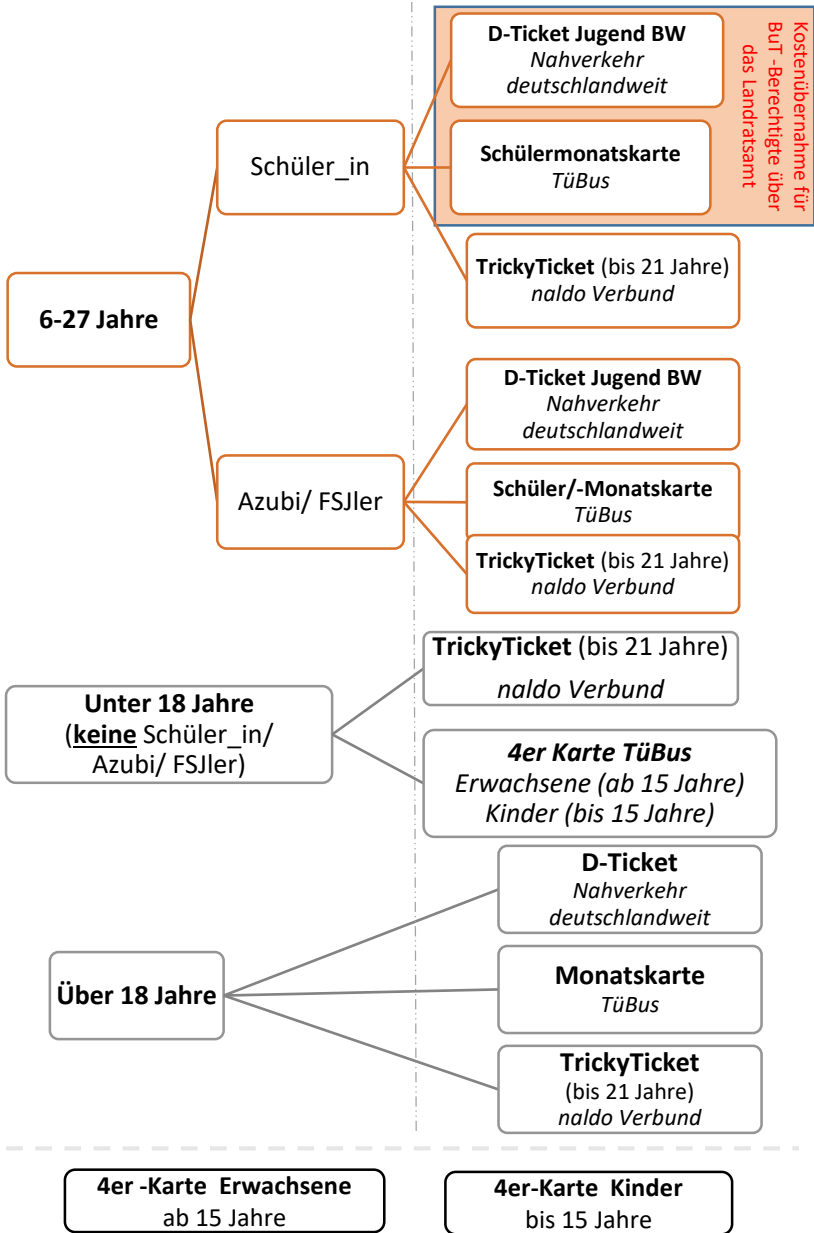 D-Ticket Jugend BW
Nahverkehr
deutschlandweit
Kostenübernahme für
BuT -Berechtigte über
das Landratsamt
Schüler_in
Schülermonatskarte
TüBus
TrickyTicket (bis 21 Jahre)
naldo Verbund
6-27 Jahre
D-Ticket Jugend BW
Nahverkehr
deutschlandweit
Azubi/ FSJler
Schüler/-Monatskarte
TüBus
TrickyTicket (bis 21 Jahre)
naldo Verbund
Unter 18 Jahre
(keine Schüler_in/
Azubi/ FSJler)
TrickyTicket (bis 21 Jahre)
naldo Verbund
4er Karte TüBus
Erwachsene (ab 15 Jahre)
Kinder (bis 15 Jahre)
Über 18 Jahre
D-Ticket
Nahverkehr
deutschlandweit
Monatskarte
TüBus
TrickyTicket
(bis 21 Jahre)
naldo Verbund
4er -Karte Erwachsene
ab 15 Jahre
4er-Karte Kinder
bis 15 Jahre